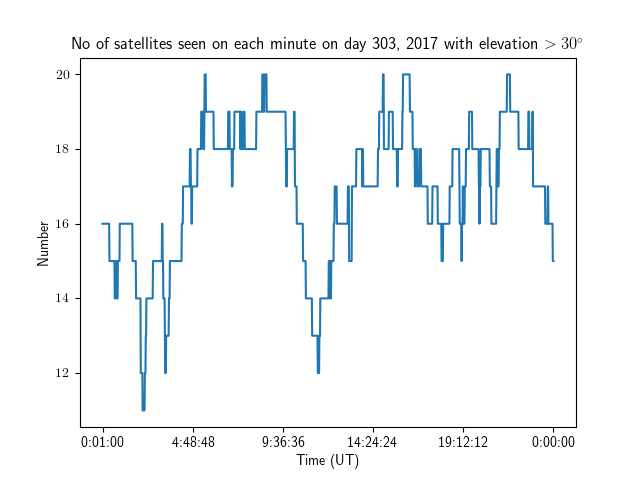 No of satellites seen on each minute on day 303, 2017 with elevation > 30°
Number
20
18
16
14
12
0:01:00 4:48:48 9:36:36 14:24:24 19:12:12 0:00:00
Time (UT)